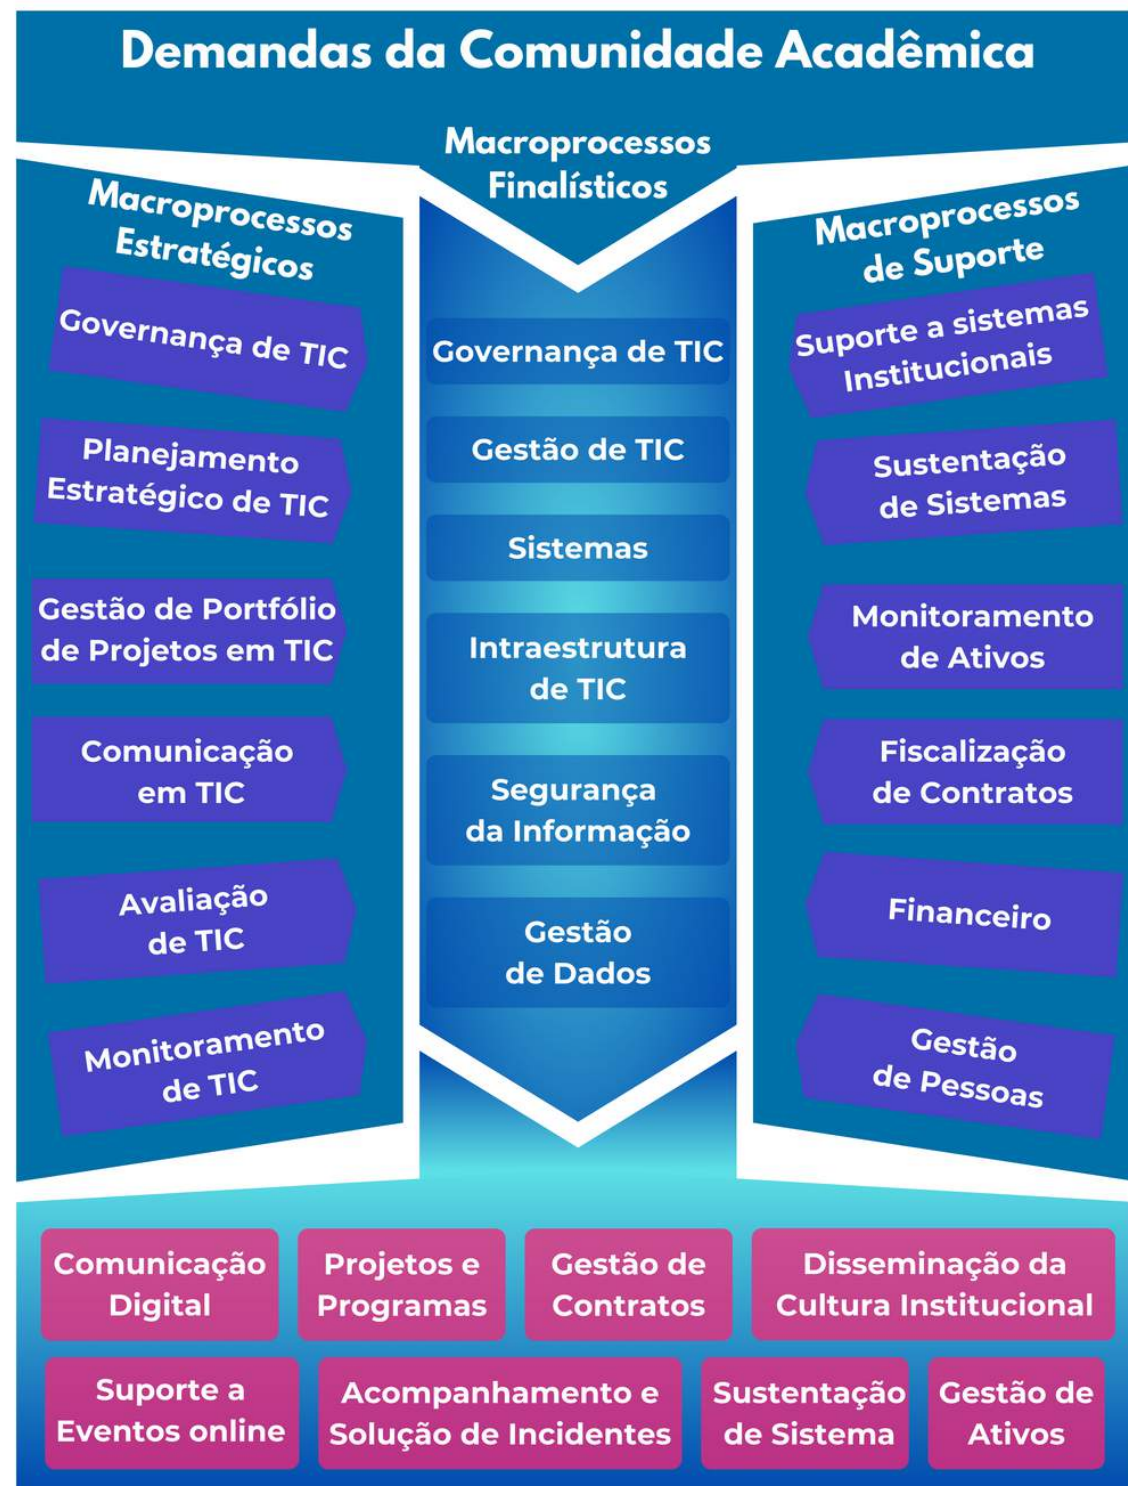 Demandas da Comunidade Acadêmica
Macroprocessos
Finalísticos
Macroprocessos
Estratégicos
Governança de TIC
Planejamento
Estratégico de TIC
Gestão de Portfólio
de Projetos em TIC
Comunicação
em TIC
Avaliação
de TIC
Monitoramento
de TIC
Governança de TIC
Gestão de TIC
Sistemas
Intraestrutura
de TIC
Segurança
da Informação
Gestão
de Dados
Macroprocessos
de Suporte
Suporte a sistemas
Institucionais
Sustentação
de Sistemas
Monitoramento
de Ativos
Fiscalização
de Contratos
Financeiro
Gestão
de Pessoas
Comunicação
Digital
Projetos e
Programas
Gestão de
Contratos
Disseminação da
Cultura Institucional
Suporte a
Eventos online
Acompanhamento e
Solução de Incidentes
Sustentação
de Sistema
Gestão de
Ativos